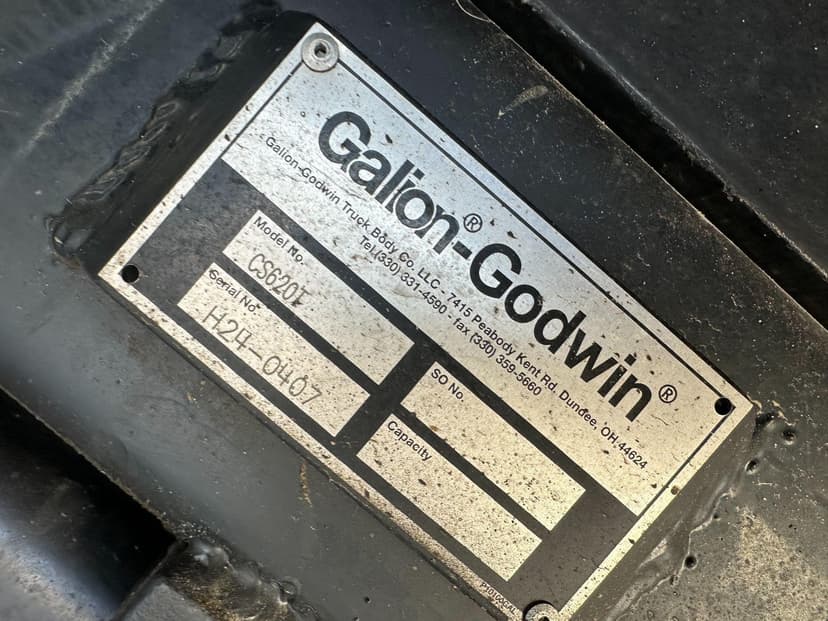 Galion®-Godwin®
Galion-Godwin Truck Body Co. LLC - 7415 Peabody Kent Rd. Dundee, OH 44624
Tel.(330) 331-4590 - fax (330) 359-5660
Model No.
CS620I
SO No.
Serial No.
H24-0407
Capacity